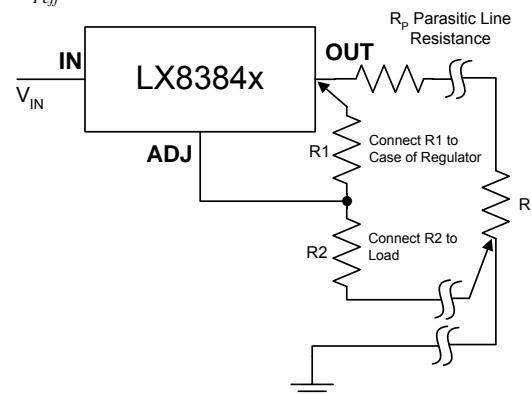 R_P Parasitic Line
Resistance
IN
LX8384x
OUT
V_IN
ADJ
R1
Connect R1 to
Case of Regulator
R2
Connect R2 to
Load